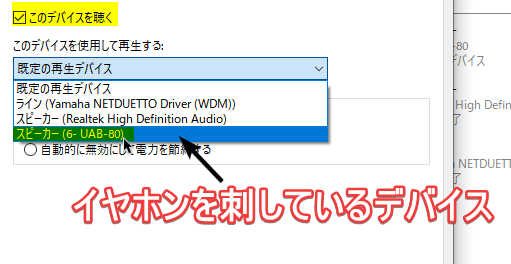 このデバイスを聴く
このデバイスを使用して再生する:
既定の再生デバイス
既定の再生デバイス
ライン (Yamaha NETDUETTO Driver (WDM))
スピーカー (Realtek High Definition Audio)
スピーカー (6- UAB-80)
自動的に無効にして電力を節約する
イヤホンを刺しているデバイス
-80
デバイス
High Definition
了
NETDUETTO
了